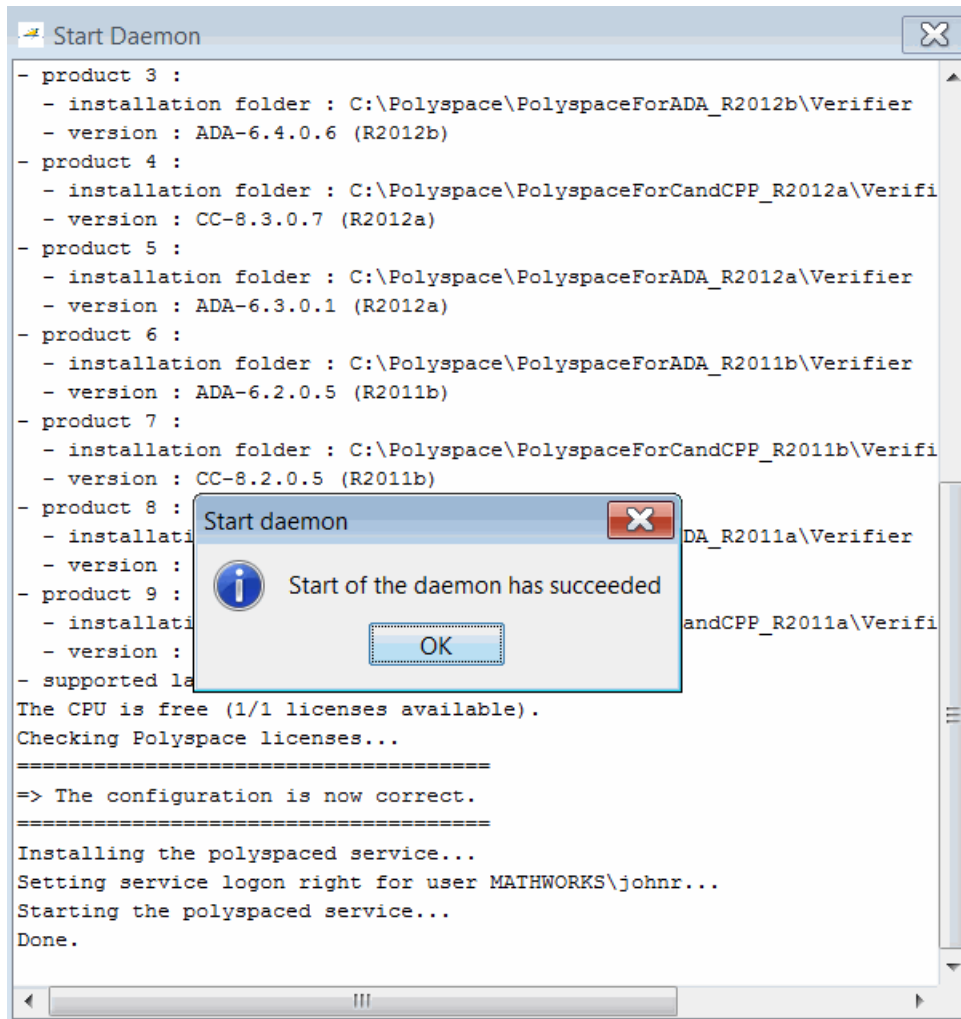 Start Daemon
- product 3 :
- installation folder : C:\Polyspace\PolyspaceForADA_R2012b\Verifier
- version : ADA-6.4.0.6 (R2012b)
- product 4 :
- installation folder : C:\Polyspace\PolyspaceForCandCPP_R2012a\Verifi
- version : CC-8.3.0.7 (R2012a)
- product 5 :
- installation folder : C:\Polyspace\PolyspaceForADA_R2012a\Verifier
- version : ADA-6.3.0.1 (R2012a)
- product 6 :
- installation folder : C:\Polyspace\PolyspaceForADA_R2011b\Verifier
- version : ADA-6.2.0.5 (R2011b)
- product 7 :
- installation folder : C:\Polyspace\PolyspaceForCandCPP_R2011b\Verifi
- version : CC-8.2.0.5 (R2011b)
- product 8 :
- installati
DA_R2011a\Verifier
- version :
- product 9 :
- installati
andCPP_R2011a\Verifi
- version :
- supported la
Start daemon
Start of the daemon has succeeded
OK
The CPU is free (1/1 licenses available).
Checking Polyspace licenses...
=====================================
=> The configuration is now correct.
=====================================
Installing the polyspaced service...
Setting service logon right for user MATHWORKS\johnr...
Starting the polyspaced service...
Done.